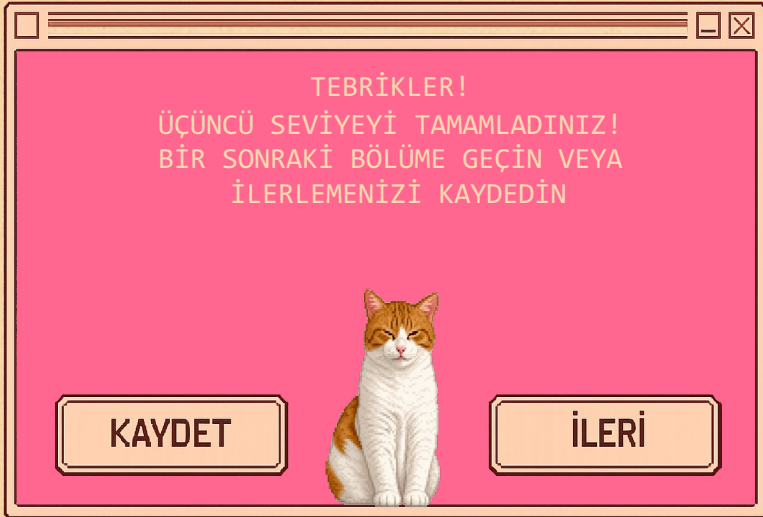 TEBRİKLER!
ÜÇÜNCÜ SEVİYEYİ TAMAMLADINIZ!
BİR SONRAKİ BÖLÜME GEÇİN VEYA
İLERLEMENİZİ KAYDEDİN
KAYDET
İLERİ